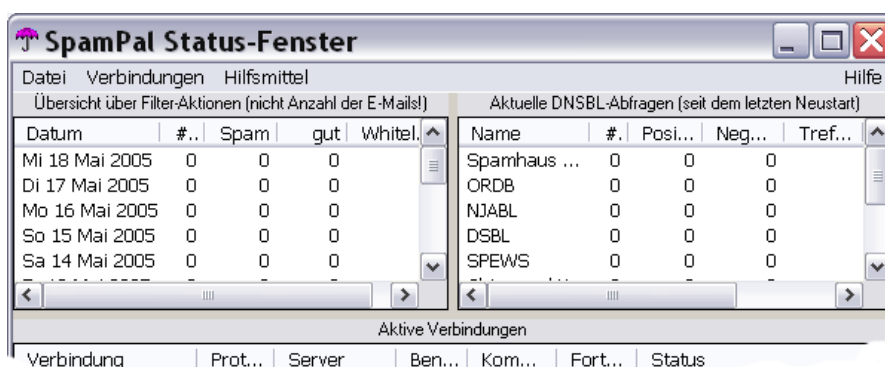 SpamPal Status-Fenster
Datei Verbindungen Hilfsmittel Hilfe
Übersicht über Filter-Aktionen (nicht Anzahl der E-Mails!)
Datum #.. Spam gut Whitel.
Mi 18 Mai 2005 0 0 0
Di 17 Mai 2005 0 0 0
Mo 16 Mai 2005 0 0 0
So 15 Mai 2005 0 0 0
Sa 14 Mai 2005 0 0 0
Aktuelle DNSBL-Abfragen (seit dem letzten Neustart)
Name #. Posi... Neg... Tref...
Spamhaus ... 0 0 0
ORDB 0 0 0
NJABL 0 0 0
DSBL 0 0 0
SPEWS 0 0 0
Aktive Verbindungen
Verbindung Prot... Server Ben... Kom... Fort... Status